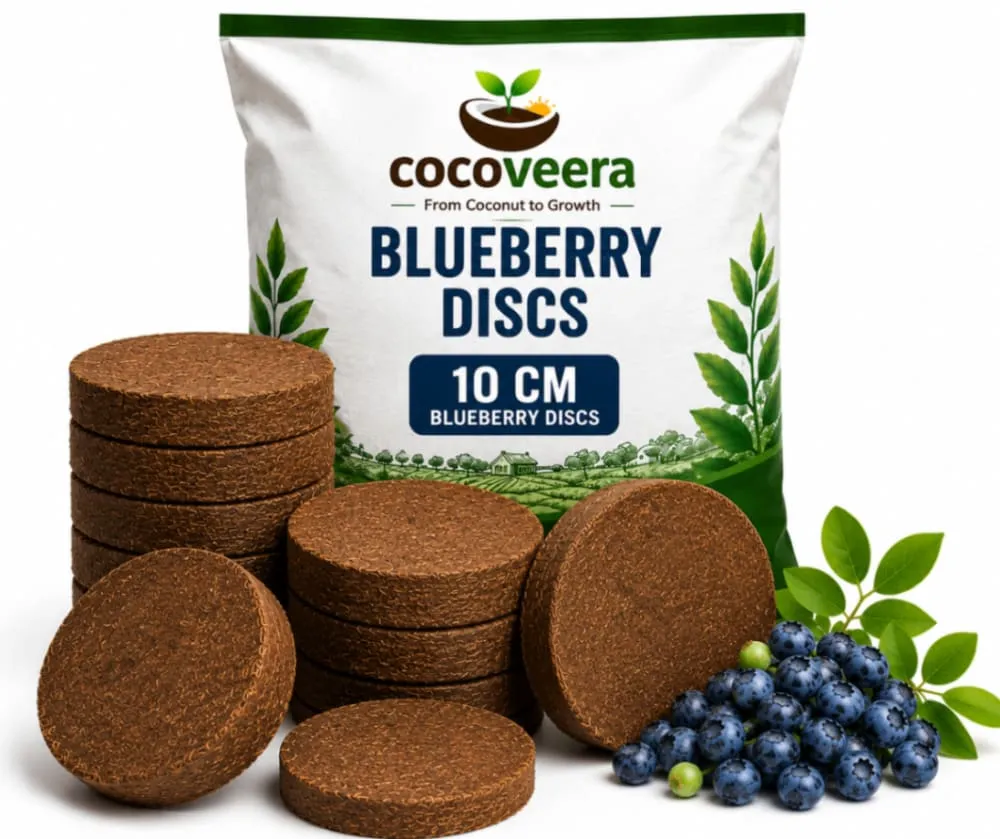 cocoveera
From Coconut to Growth
BLUEBERRY
DISCS
10 CM
BLUEBERRY DISCS